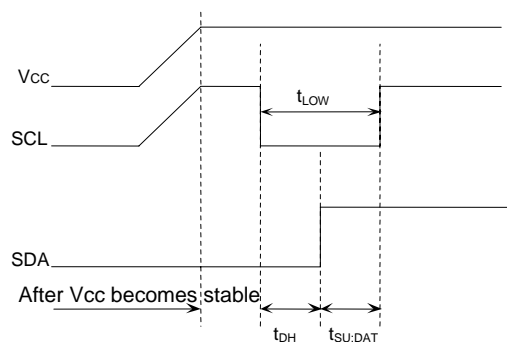 VCC
tLOW
SCL
SDA
After Vcc becomes stable
tDH
tSU;DAT